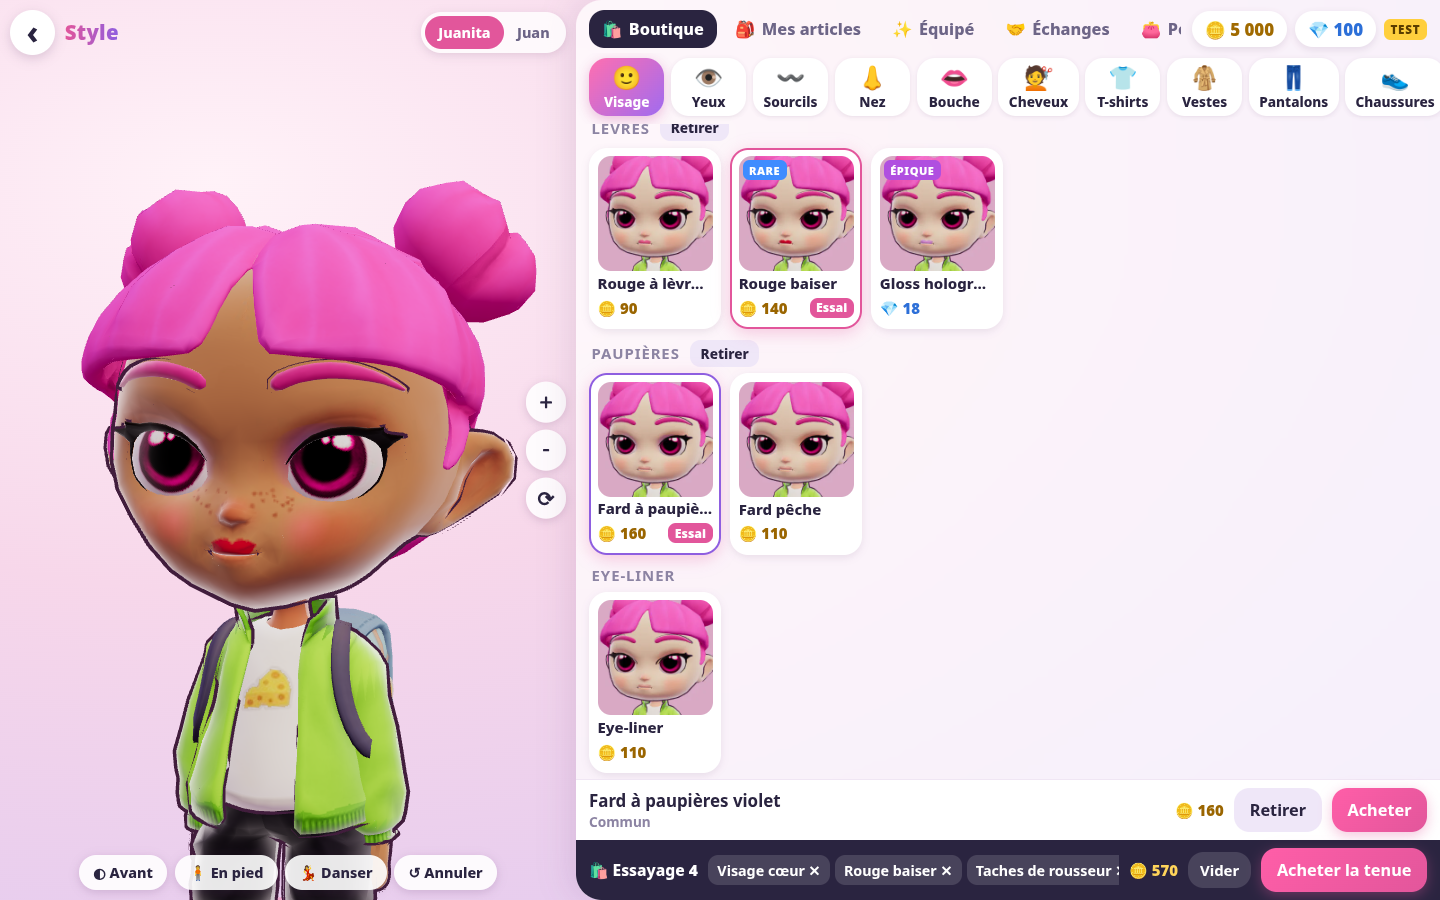 Style
Juanita Juan
Boutique Mes articles Équipé Échanges 5 000 100 TEST
Visage Yeux Sourcils Nez Bouche Cheveux T-shirts Vestes Pantalons Chaussures
LÈVRES Retirer
RARE ÉPIQUE
Rouge à lèvr... Rouge baiser Gloss hologr...
90 140 Essai 18
PAUPIÈRES Retirer
Fard à paupiè... Fard pêche
160 Essai 110
EYE-LINER
Eye-liner
110
Fard à paupières violet
Commun
160 Retirer Acheter
Avant En pied Danser Annuler
Essayage 4 Visage cœur ✕ Rouge baiser ✕ Taches de rousseur 570 Vider Acheter la tenue